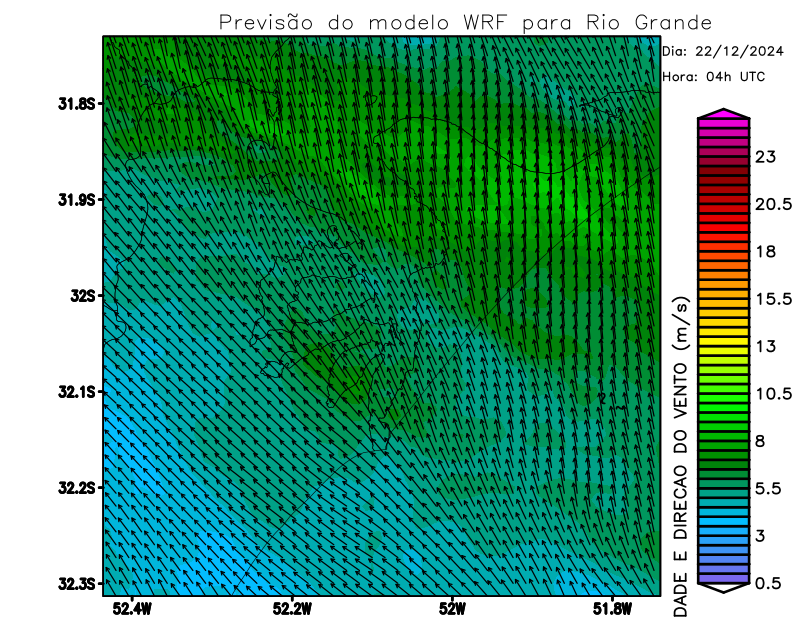 Previsão do modelo WRF para Rio Grande
Dia: 22/12/2024
Hora: 04h UTC
31.8S
31.9S
32S
32.1S
32.2S
32.3S
52.4W
52.2W
52W
51.8W
23
20.5
18
15.5
13
10.5
8
5.5
3
0.5
DADE E DIRECAO DO VENTO (m/s)